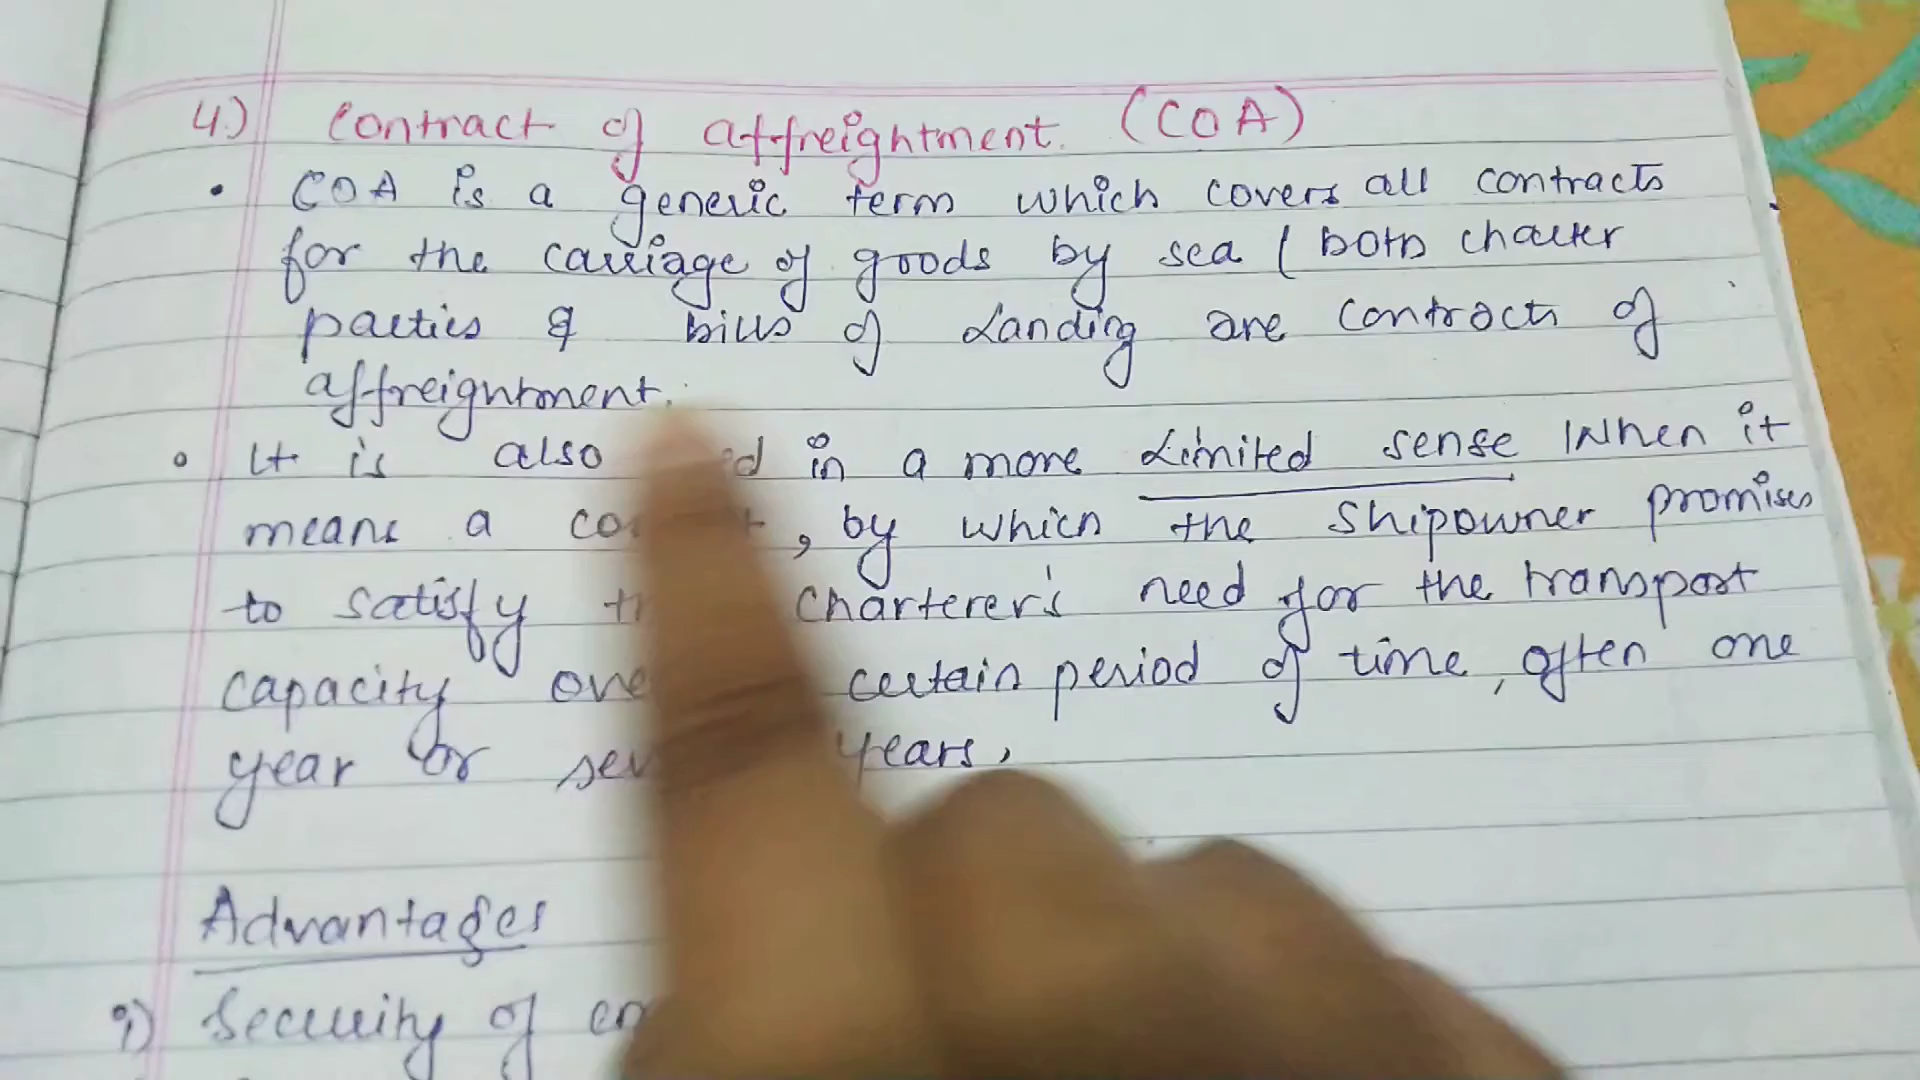 4.) Contract of affreightment. (COA)
• COA is a generic term which covers all contracts
for the carriage of goods by sea ( both charter
parties & bills of Landing are contracts of
affreightment.
• It is also in a more Limited sense When it
means a , by which the shipowner promises
to satisfy charterer's need for the transport
capacity certain period of time, often one
year or years,
Advantages
i) Security of